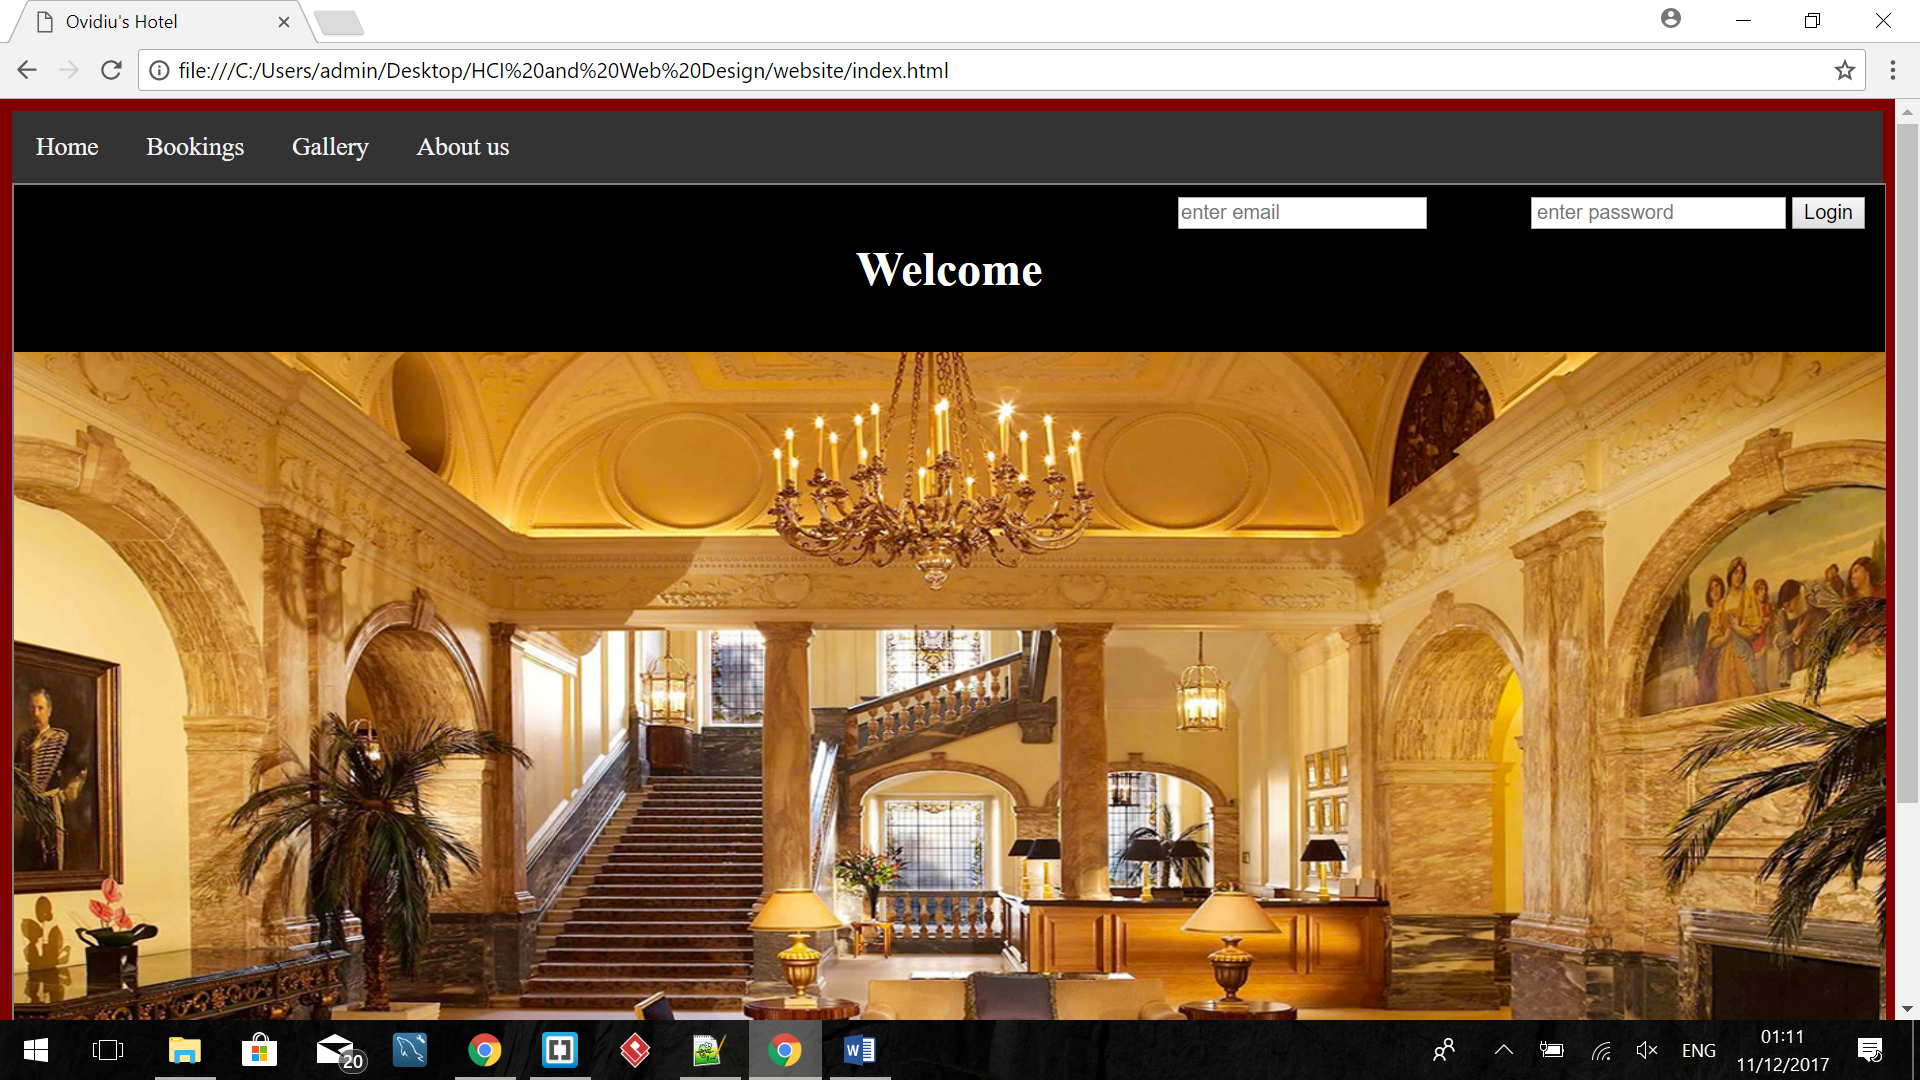 Ovidiu's Hotel
file:///C:/Users/admin/Desktop/HCI%20and%20Web%20Design/website/index.html
Home Bookings Gallery About us
enter email enter password Login
Welcome
20
ENG
01:11
11/12/2017